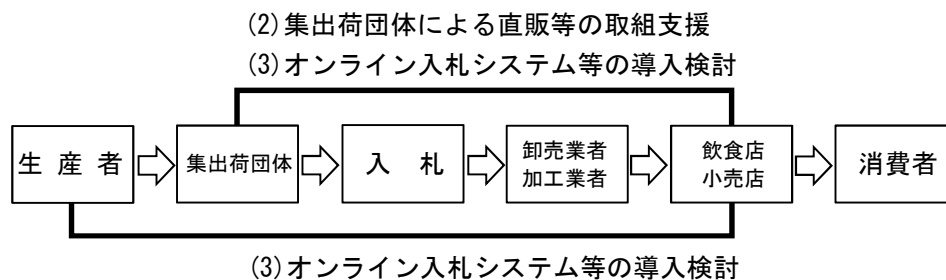 (2)集出荷団体による直販等の取組支援
(3)オンライン入札システム等の導入検討
生産者
集出荷団体
入札
卸売業者
加工業者
飲食店
小売店
消費者
(3)オンライン入札システム等の導入検討